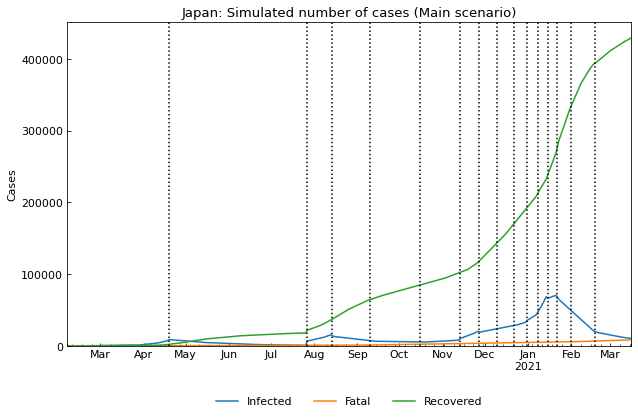 Japan: Simulated number of cases (Main scenario)
Cases
400000
300000
200000
100000
0
Mar Apr May Jun Jul Aug Sep Oct Nov Dec Jan Feb Mar
2021
Infected Fatal Recovered